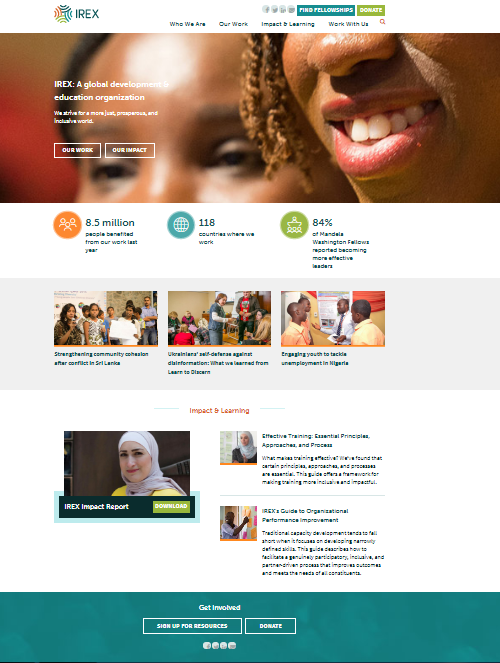 IREX
FIND FELLOWSHIPS
DONATE
Who We Are
Our Work
Impact & Learning
Work With Us
IREX: A global development &
education organization
We strive for a more just, prosperous, and
inclusive world.
OUR WORK
OUR IMPACT
8.5 million
people benefited
from our work last
year
118
countries where we
work
84%
of Mandela
Washington Fellows
reported becoming
more effective
leaders
Strengthening community cohesion
after conflict in Sri Lanka
Ukrainians' self-defense against
disinformation: What we learned from
Learn to Discern
Engaging youth to tackle
unemployment in Nigeria
Impact & Learning
IREX Impact Report
DOWNLOAD
Effective Training: Essential Principles,
Approaches, and Process
What makes training effective? We've found that
certain principles, approaches, and processes
are essential. This guide offers a framework for
making training more inclusive and impactful.
IREX's Guide to Organizational
Performance Improvement
Traditional capacity development tends to fall
short when it focuses on developing narrowly
defined skills. This guide describes how to
facilitate a genuinely participatory, inclusive, and
partner-driven process that improves outcomes
and meets the needs of all constituents.
Get Involved
SIGN UP FOR RESOURCES
DONATE